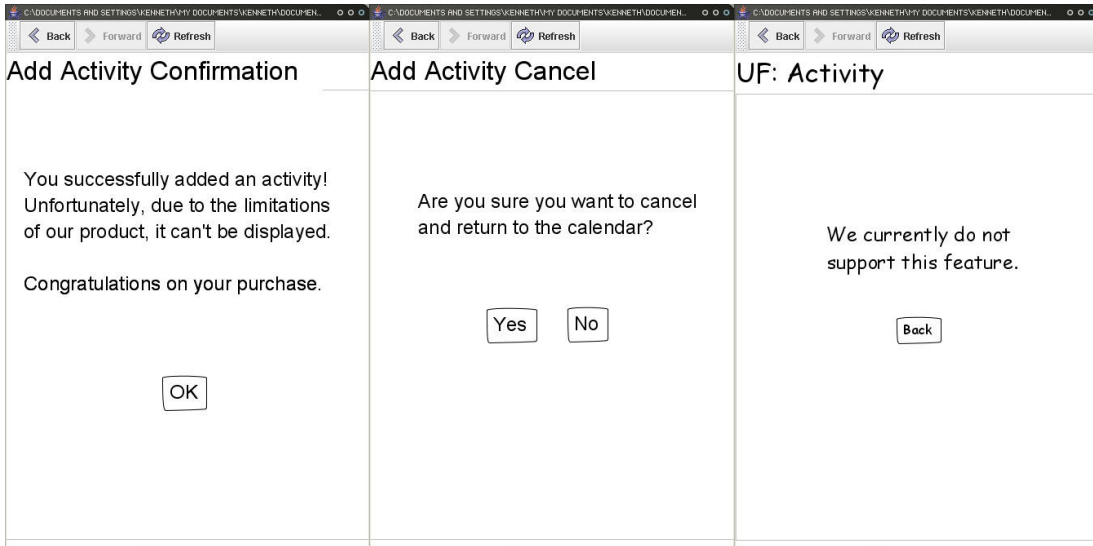 C:\DOCUMENTS AND SETTINGS\KENNETH\MY DOCUMENTS\KENNETH\DOCUMEN..
Back Forward Refresh
Add Activity Confirmation
You successfully added an activity!
Unfortunately, due to the limitations
of our product, it can't be displayed.
Congratulations on your purchase.
OK
C:\DOCUMENTS AND SETTINGS\KENNETH\MY DOCUMENTS\KENNETH\DOCUMEN..
Back Forward Refresh
Add Activity Cancel
Are you sure you want to cancel
and return to the calendar?
Yes No
C:\DOCUMENTS AND SETTINGS\KENNETH\MY DOCUMENTS\KENNETH\DOCUMEN..
Back Forward Refresh
UF: Activity
We currently do not
support this feature.
Back